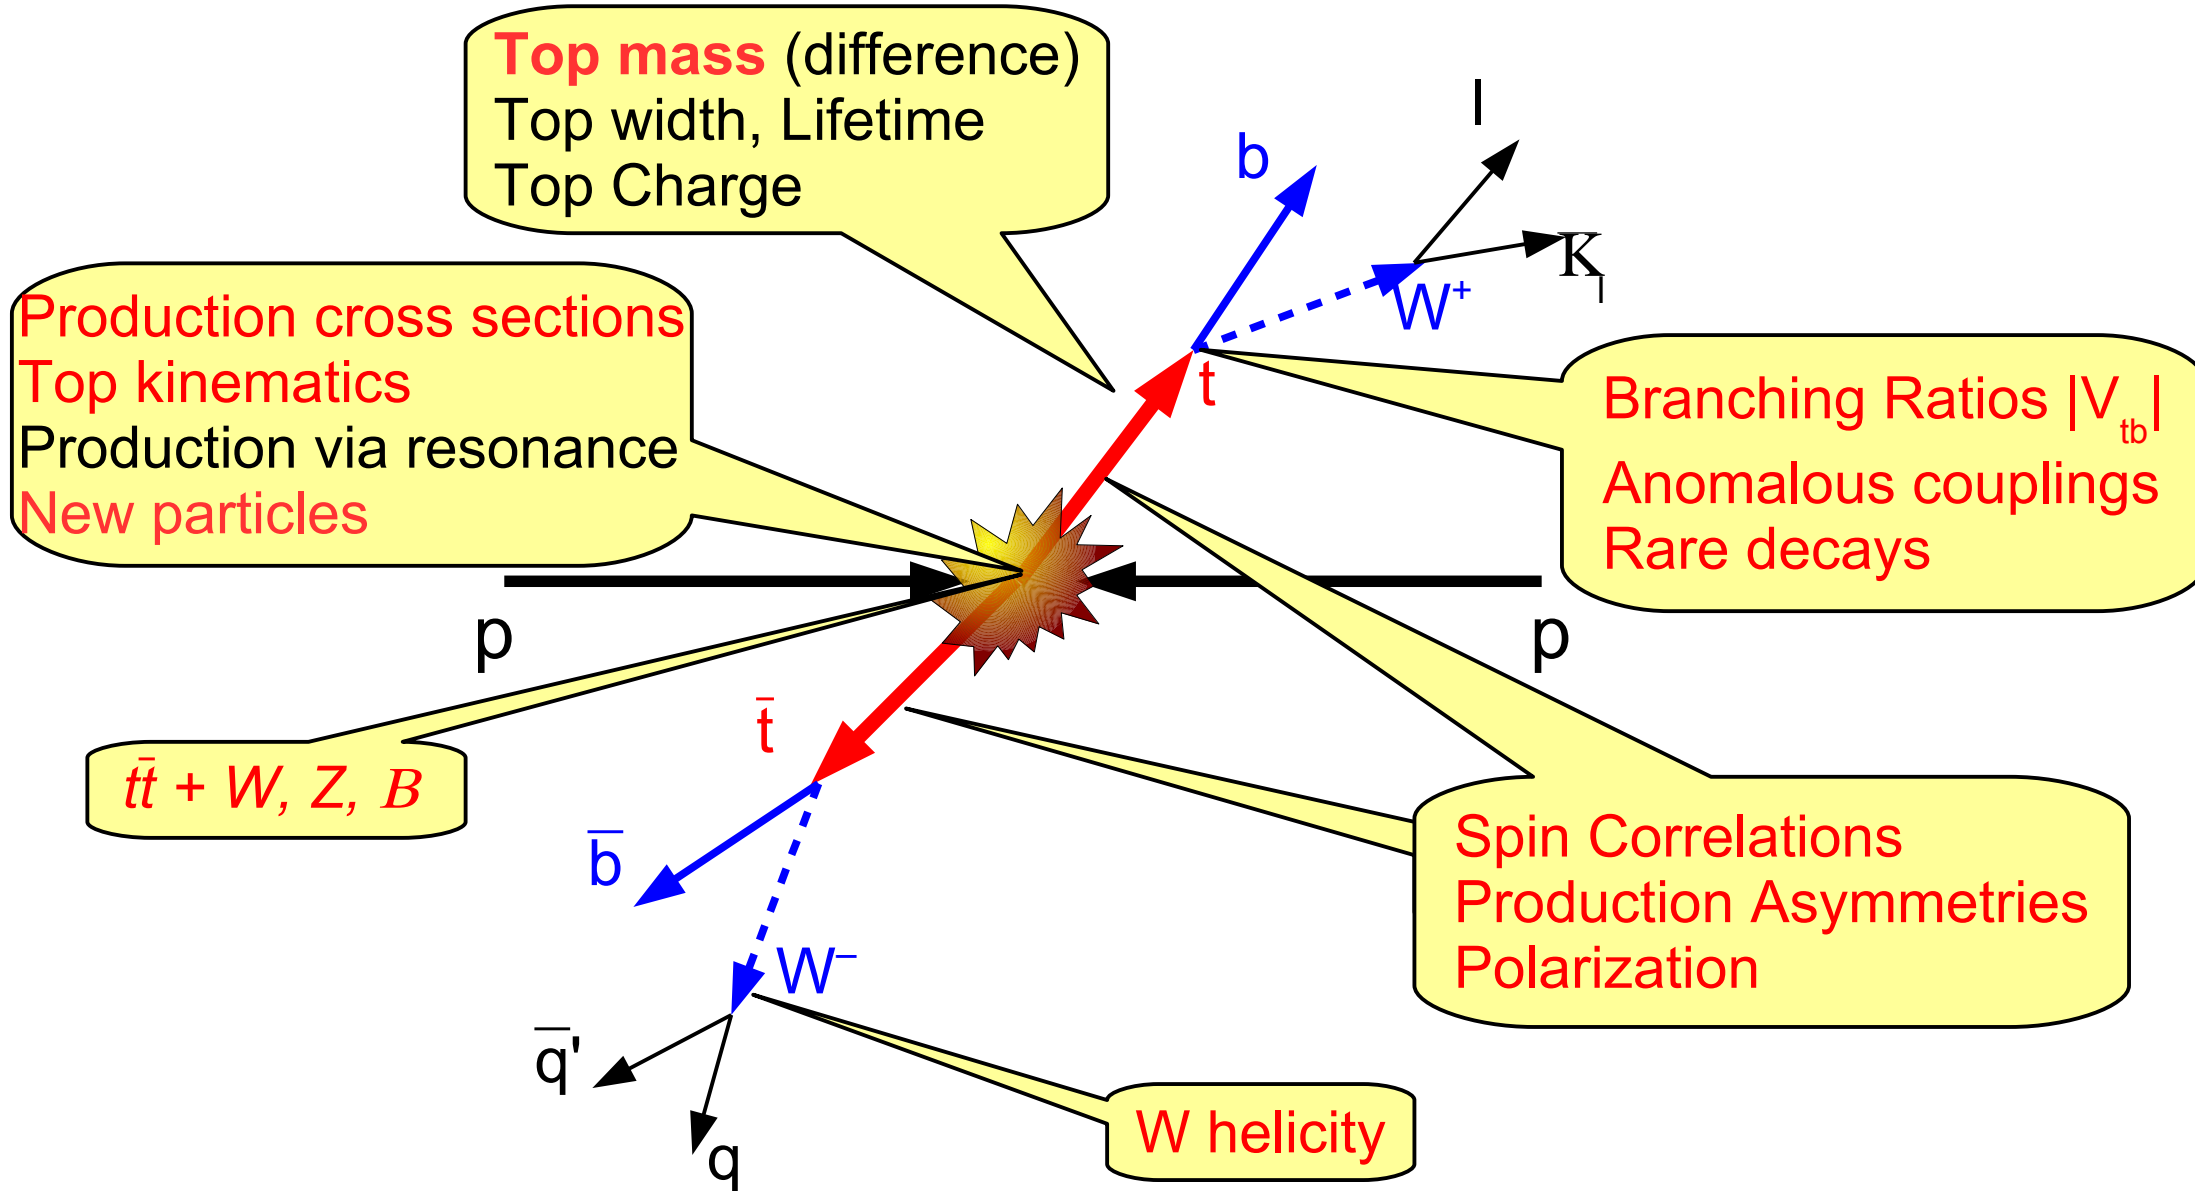 Top mass (difference)
Top width, Lifetime
Top Charge
l
b
K̅l
W⁺
Production cross sections
Top kinematics
Production via resonance
New particles
t
Branching Ratios |Vtb|
Anomalous couplings
Rare decays
p
p
t̅
tt̅ + W, Z, B
b̅
Spin Correlations
Production Asymmetries
Polarization
W⁻
q̅'
q
W helicity